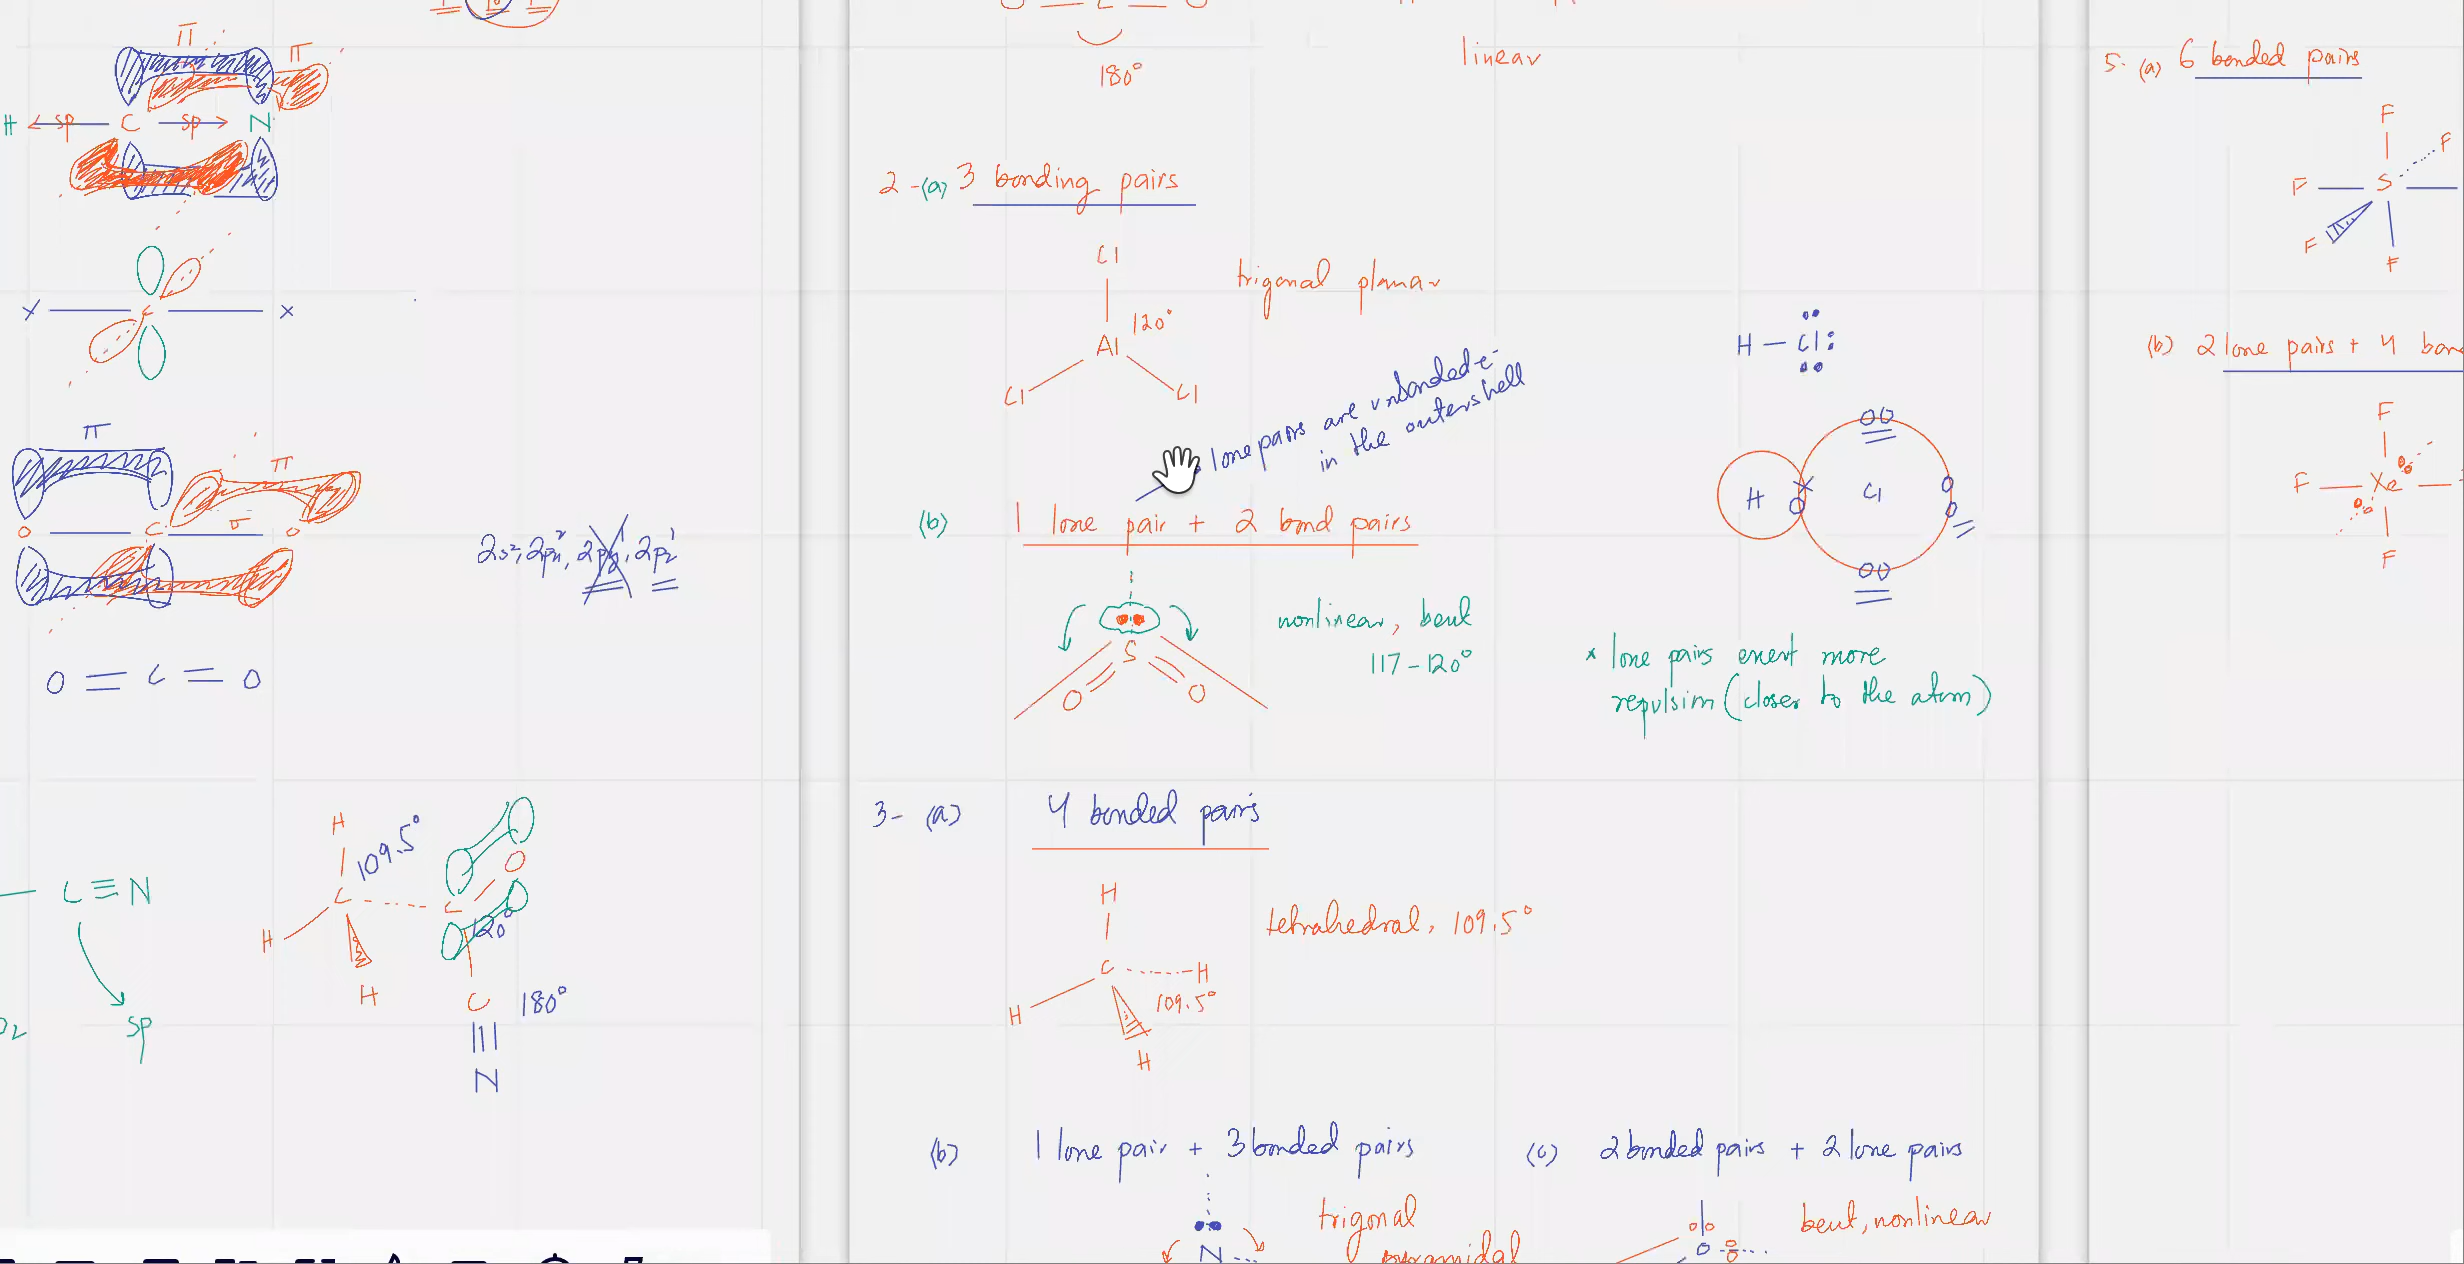 π
π
H sp C sp N
X C X
π
π
O C σ O
2s², 2px², 2py¹, 2pz¹
O = C = O
C≡N
sp
H
109.5°
C C O
120°
H
H
C 180°
N
180°
linear
2-(a) 3 bonding pairs
Cl
trigonal planar
120°
Al
Cl Cl
lone pairs are unbonded e⁻
in the outershell
(b) 1 lone pair + 2 bond pairs
S
O O
nonlinear, bent
117-120°
H - Cl
H Cl
* lone pairs exert more
repulsion (closer to the atom)
3- (a) 4 bonded pairs
H
C H
109.5°
H
H
tetrahedral, 109.5°
(b) 1 lone pair + 3 bonded pairs
N
trigonal
pyramidal
(c) 2 bonded pairs + 2 lone pairs
O
bent, nonlinear
5. (a) 6 bonded pairs
F
F
F S
F
F
(b) 2 lone pairs + 4
F
F Xe
F